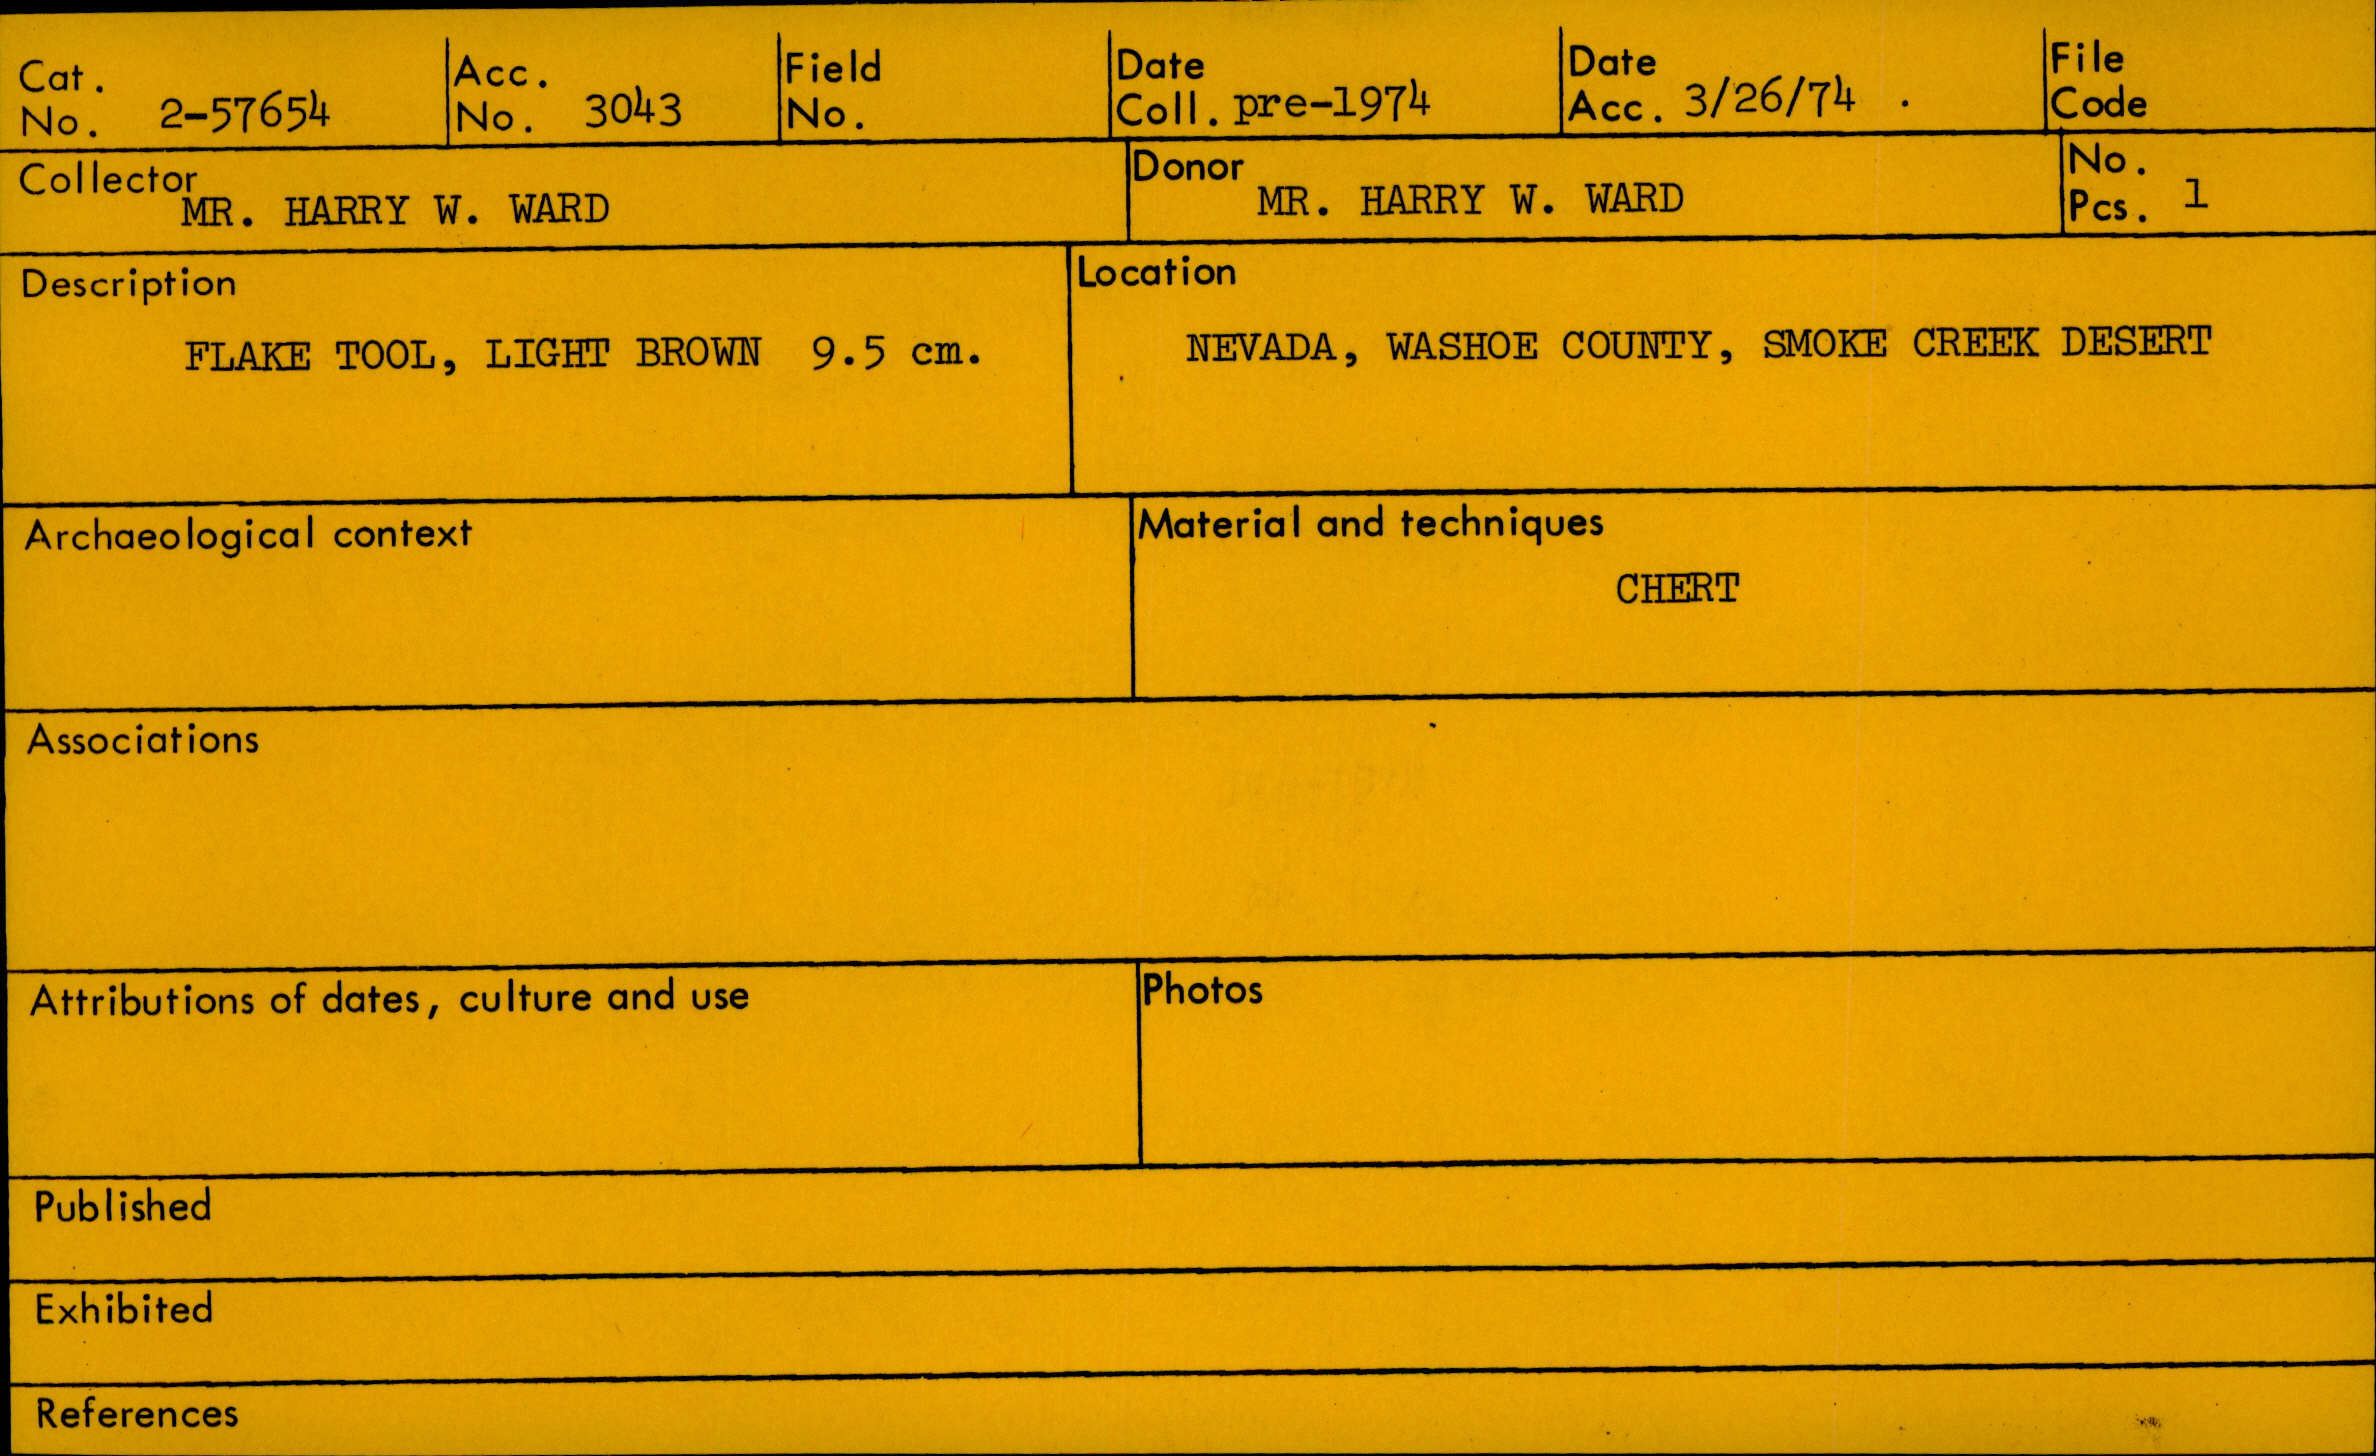 Cat. No. 2-57654
Acc. No. 3043
Field No.
Date Coll. pre-1974
Date Acc. 3/26/74 .
File Code
Collector MR. HARRY W. WARD
Donor MR. HARRY W. WARD
No. Pcs. 1
Description
FLAKE TOOL, LIGHT BROWN 9.5 cm.
Location
NEVADA, WASHOE COUNTY, SMOKE CREEK DESERT
Archaeological context
Material and techniques
CHERT
Associations
Attributions of dates, culture and use
Photos
Published
Exhibited
References